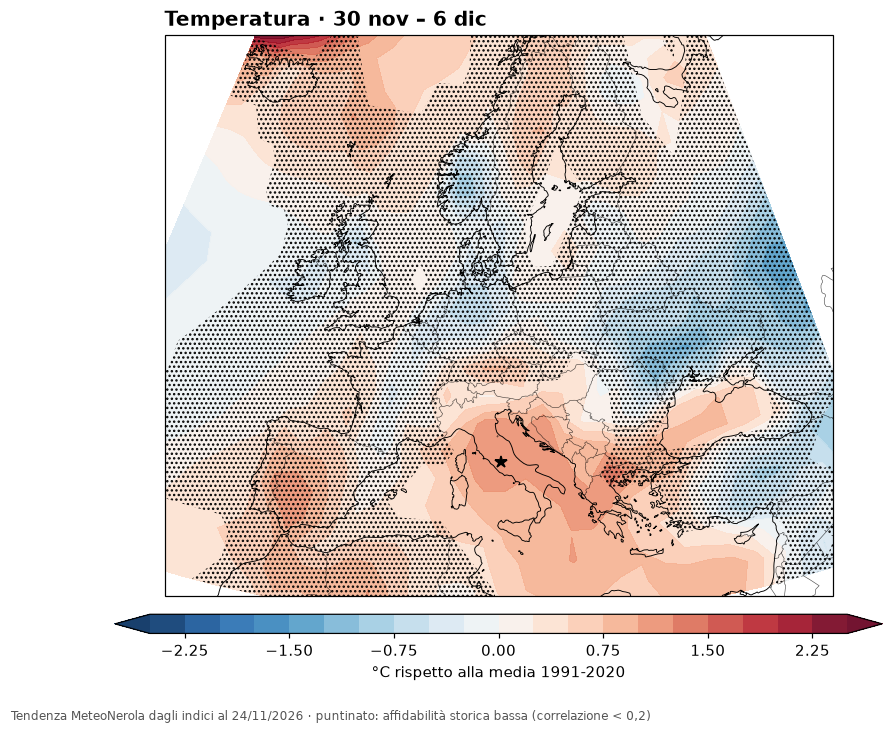 Temperatura · 30 nov – 6 dic
−2.25 −1.50 −0.75 0.00 0.75 1.50 2.25
°C rispetto alla media 1991-2020
Tendenza MeteoNerola dagli indici al 24/11/2026 · puntinato: affidabilità storica bassa (correlazione < 0,2)